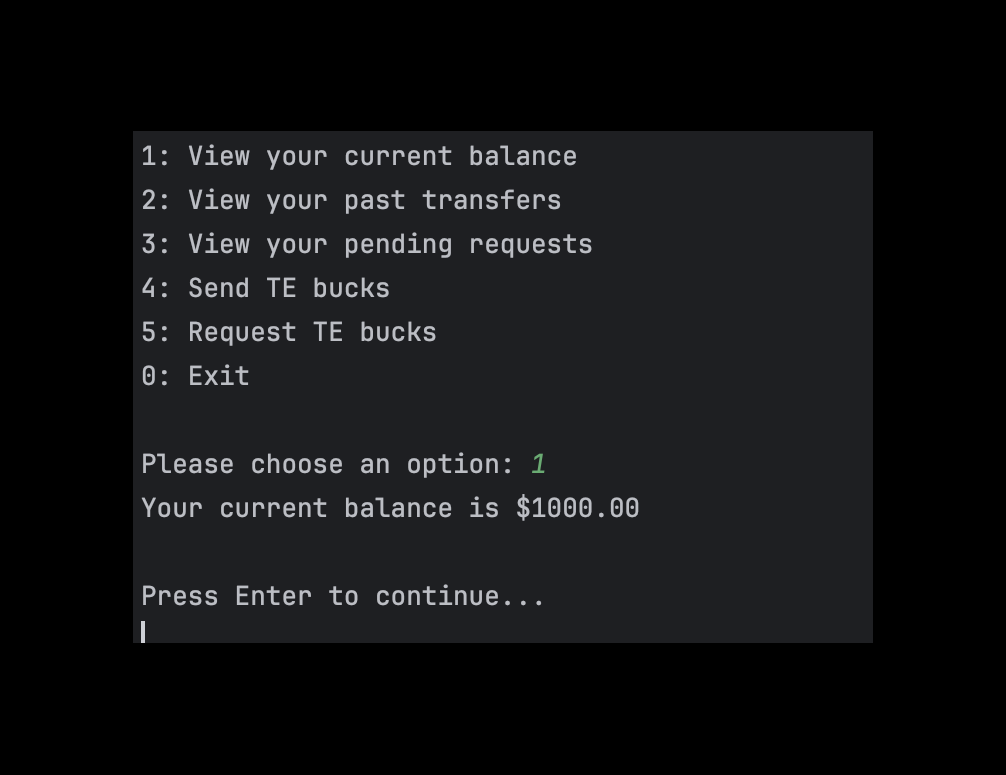 1: View your current balance
2: View your past transfers
3: View your pending requests
4: Send TE bucks
5: Request TE bucks
0: Exit
Please choose an option: 1
Your current balance is $1000.00
Press Enter to continue...